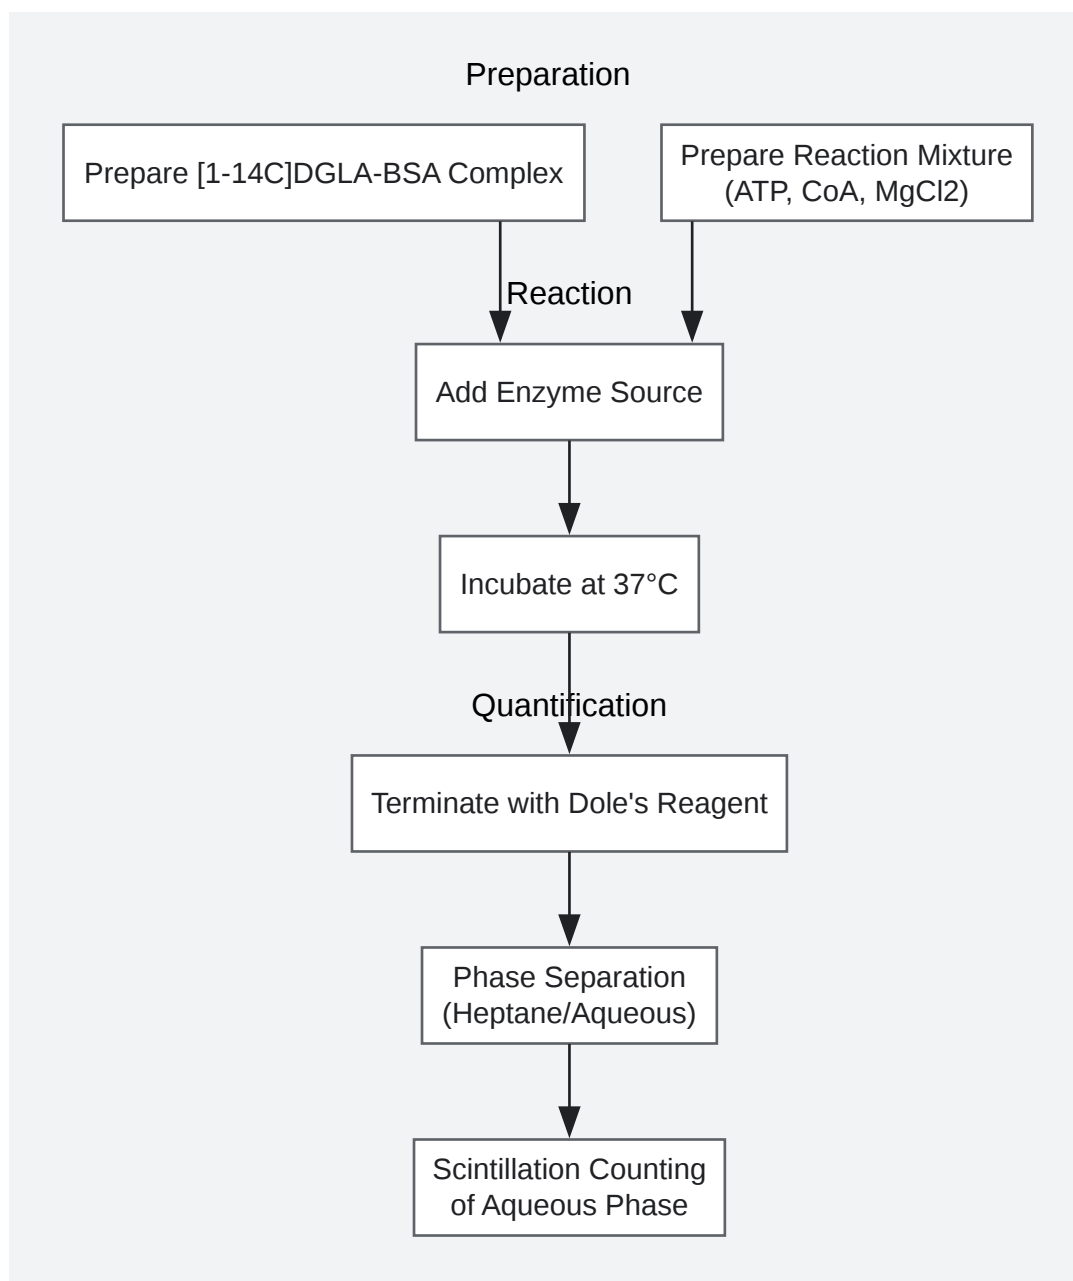 Preparation
Prepare [1-14C]DGLA-BSA Complex
Prepare Reaction Mixture
(ATP, CoA, MgCl2)
Reaction
Add Enzyme Source
Incubate at 37°C
Quantification
Terminate with Dole's Reagent
Phase Separation
(Heptane/Aqueous)
Scintillation Counting
of Aqueous Phase